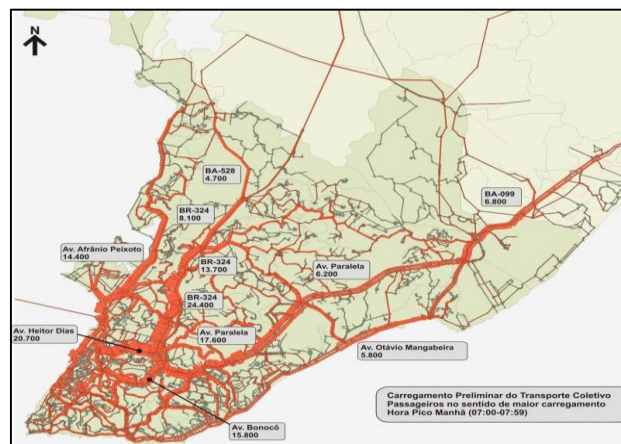 N
BA-528
4.700
BA-099
6.800
BR-324
8.100
Av. Afrânio Peixoto
14.400
BR-324
13.700
Av. Paralela
6.200
BR-324
24.400
Av. Heitor Dias
20.700
Av. Paralela
17.600
Av. Otávio Mangabeira
5.800
Av. Bonocô
15.800
Carregamento Preliminar do Transporte Coletivo
Passageiros no sentido de maior carregamento
Hora Pico Manhã (07:00-07:59)